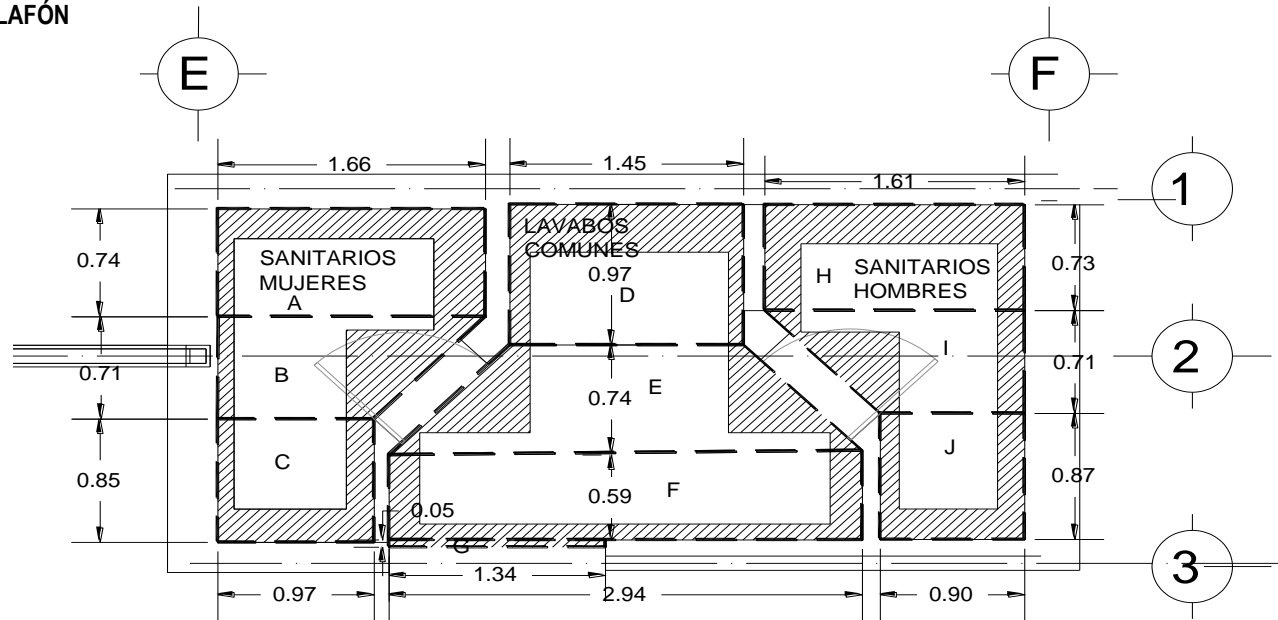 LAFÓN
E
F
1.66
1.45
1.61
1
LAVABOS
COMUNES
0.74
SANITARIOS
MUJERES
A
0.97
D
H
SANITARIOS
HOMBRES
0.73
2
0.71
B
E
0.74
I
0.71
C
0.85
F
0.59
J
0.87
0.05
G
1.34
3
0.97
2.94
0.90